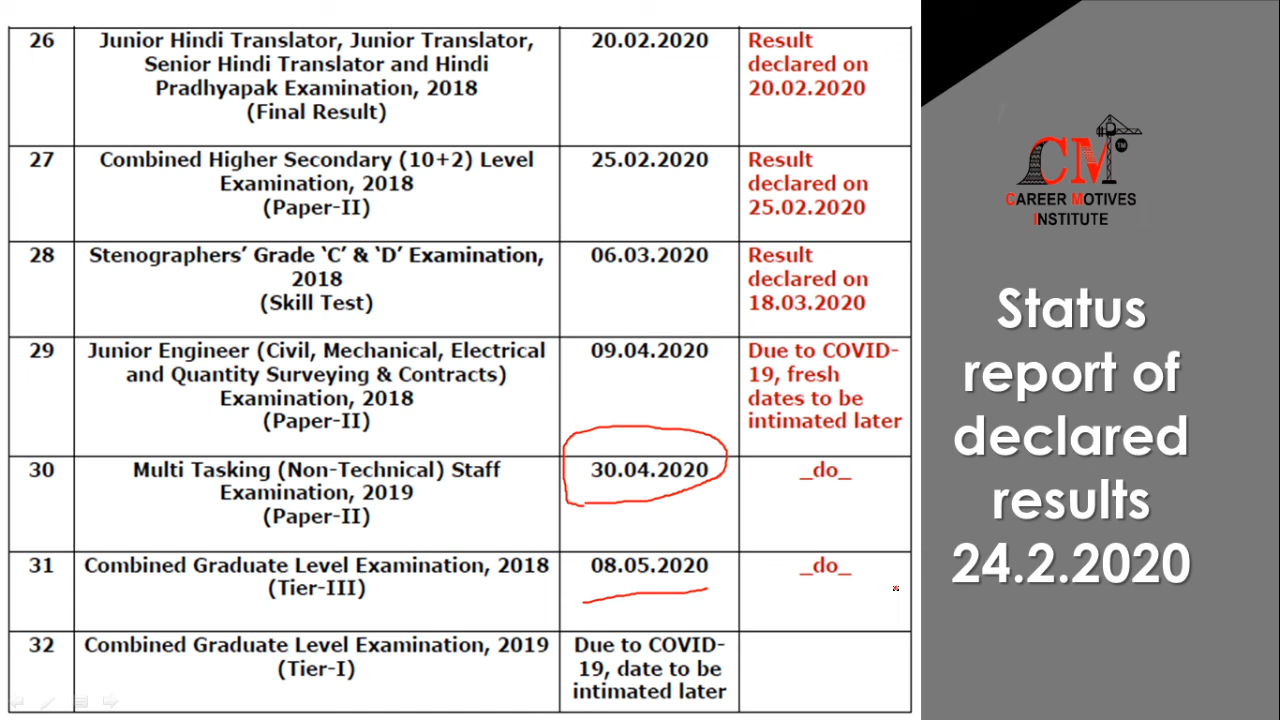 26
Junior Hindi Translator, Junior Translator,
Senior Hindi Translator and Hindi
Pradhyapak Examination, 2018
(Final Result)
20.02.2020
Result
declared on
20.02.2020
27
Combined Higher Secondary (10+2) Level
Examination, 2018
(Paper-II)
25.02.2020
Result
declared on
25.02.2020
28
Stenographers’ Grade ‘C’ & ‘D’ Examination,
2018
(Skill Test)
06.03.2020
Result
declared on
18.03.2020
29
Junior Engineer (Civil, Mechanical, Electrical
and Quantity Surveying & Contracts)
Examination, 2018
(Paper-II)
09.04.2020
Due to COVID-
19, fresh
dates to be
intimated later
30
Multi Tasking (Non-Technical) Staff
Examination, 2019
(Paper-II)
30.04.2020
_do_
31
Combined Graduate Level Examination, 2018
(Tier-III)
08.05.2020
_do_
32
Combined Graduate Level Examination, 2019
(Tier-I)
Due to COVID-
19, date to be
intimated later
CM
TM
CAREER MOTIVES
INSTITUTE
Status
report of
declared
results
24.2.2020